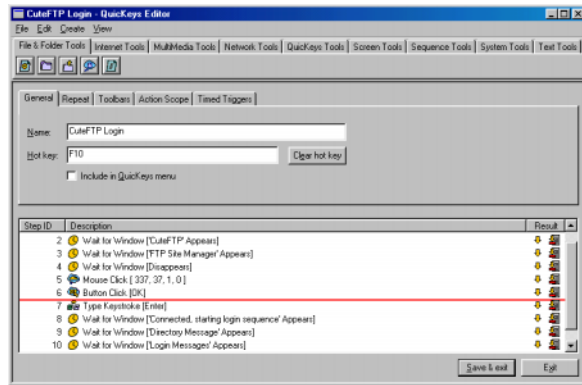 CuteFTP Login - QuicKeys Editor
File Edit Create View
File & Folder Tools Internet Tools MultiMedia Tools Network Tools QuicKeys Tools Screen Tools Sequence Tools System Tools Text Tools
General Repeat Toolbars Action Scope Timed Triggers
Name: CuteFTP Login
Hot key: F10 Clear hot key
Include in QuicKeys menu
Step ID Description Result
2 Wait for Window ['CuteFTP' Appears]
3 Wait for Window ['FTP Site Manager' Appears]
4 Wait for Window [Disappears]
5 Mouse Click [ 337, 37, 1, 0 ]
6 Button Click [OK]
7 Type Keystroke [Enter]
8 Wait for Window ['Connected, starting login sequence' Appears]
9 Wait for Window ['Directory Message' Appears]
10 Wait for Window ['Login Messages' Appears]
Save & exit Exit